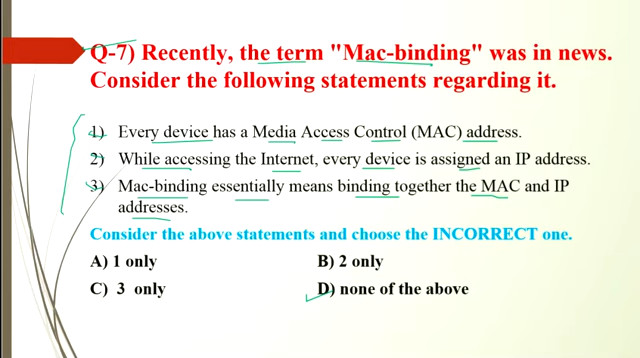 Q-7) Recently, the term "Mac-binding" was in news.
Consider the following statements regarding it.
1) Every device has a Media Access Control (MAC) address.
2) While accessing the Internet, every device is assigned an IP address.
3) Mac-binding essentially means binding together the MAC and IP
addresses.
Consider the above statements and choose the INCORRECT one.
A) 1 only B) 2 only
C) 3 only D) none of the above